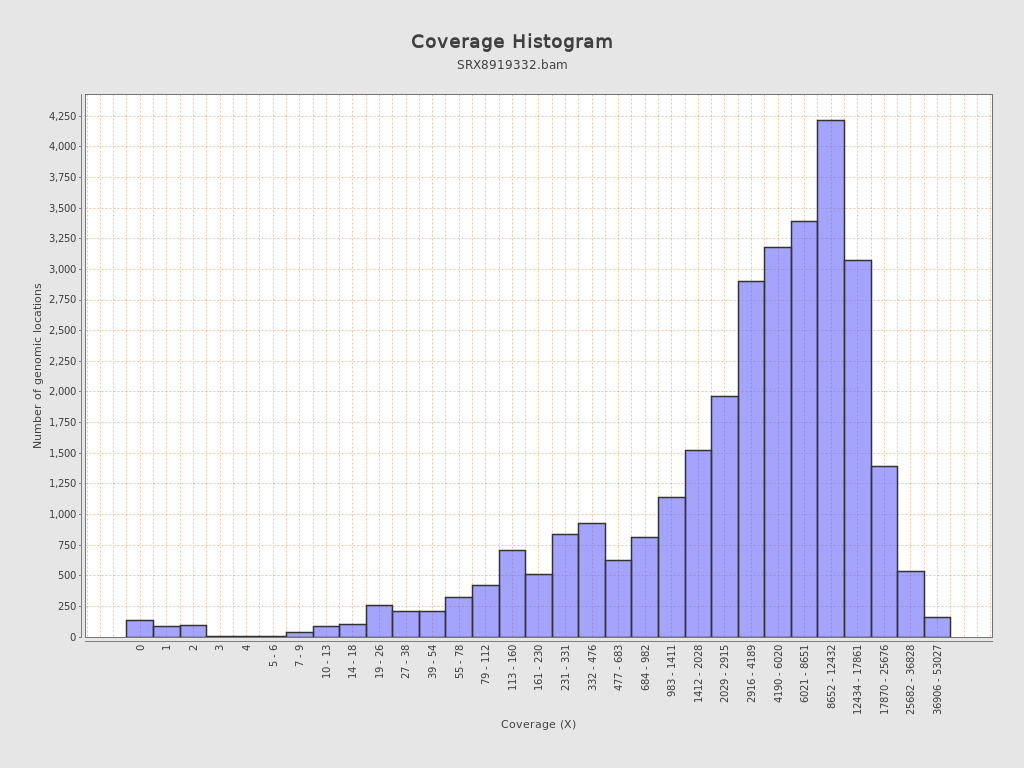 Coverage Histogram
SRX8919332.bam
Number of genomic locations
4,250
4,000
3,750
3,500
3,250
3,000
2,750
2,500
2,250
2,000
1,750
1,500
1,250
1,000
750
500
250
0
0
1
2
3
4
5 - 6
7 - 9
10 - 13
14 - 18
19 - 26
27 - 38
39 - 54
55 - 78
79 - 112
113 - 160
161 - 230
231 - 331
332 - 476
477 - 683
684 - 982
983 - 1411
1412 - 2028
2029 - 2915
2916 - 4189
4190 - 6020
6021 - 8651
8652 - 12432
12434 - 17861
17870 - 25676
25682 - 36828
36906 - 53027
Coverage (X)